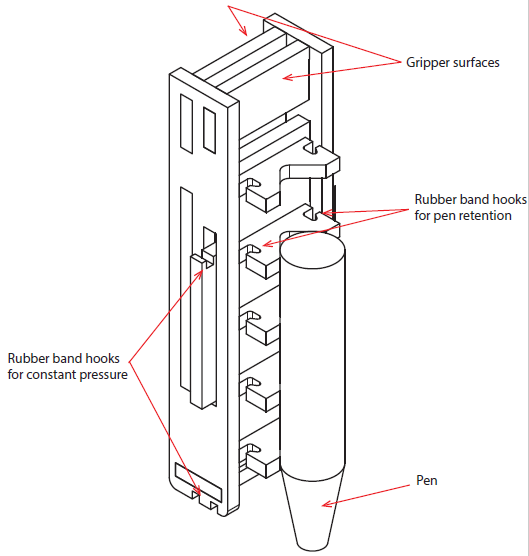 Gripper surfaces
Rubber band hooks
for pen retention
Rubber band hooks
for constant pressure
Pen